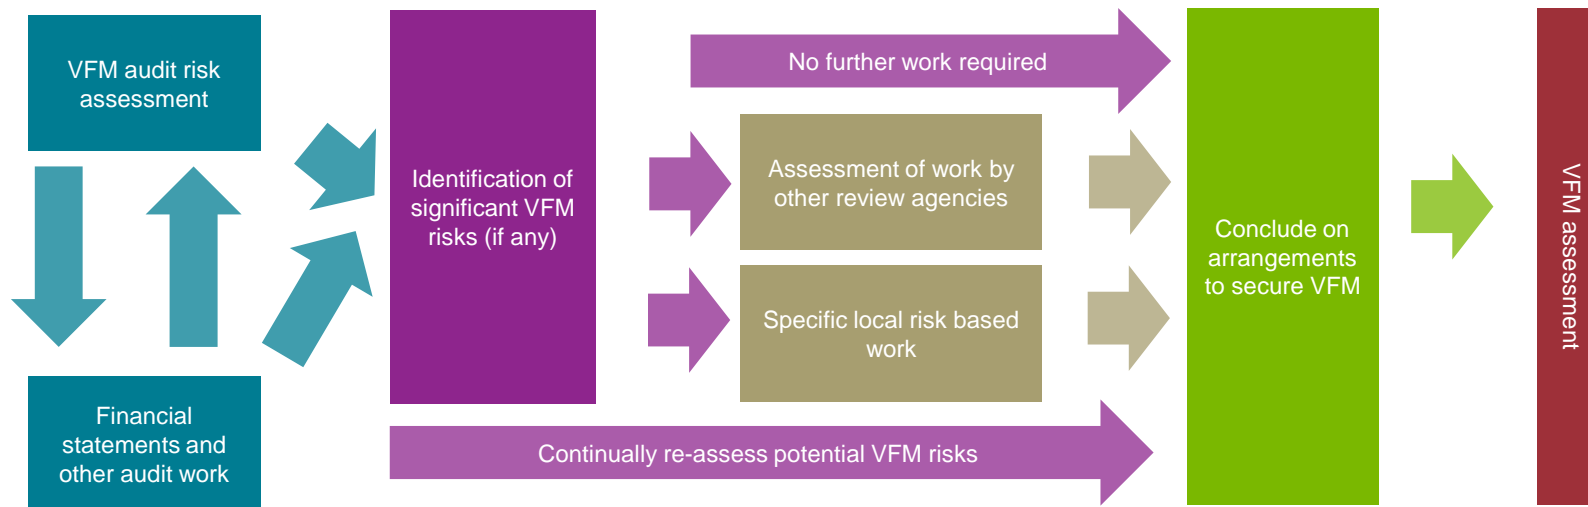 VFM audit risk
assessment
Financial
statements and
other audit work
Identification of
significant VFM
risks (if any)
No further work required
Assessment of work by
other review agencies
Specific local risk based
work
Continually re-assess potential VFM risks
Conclude on
arrangements
to secure VFM
VFM assessment